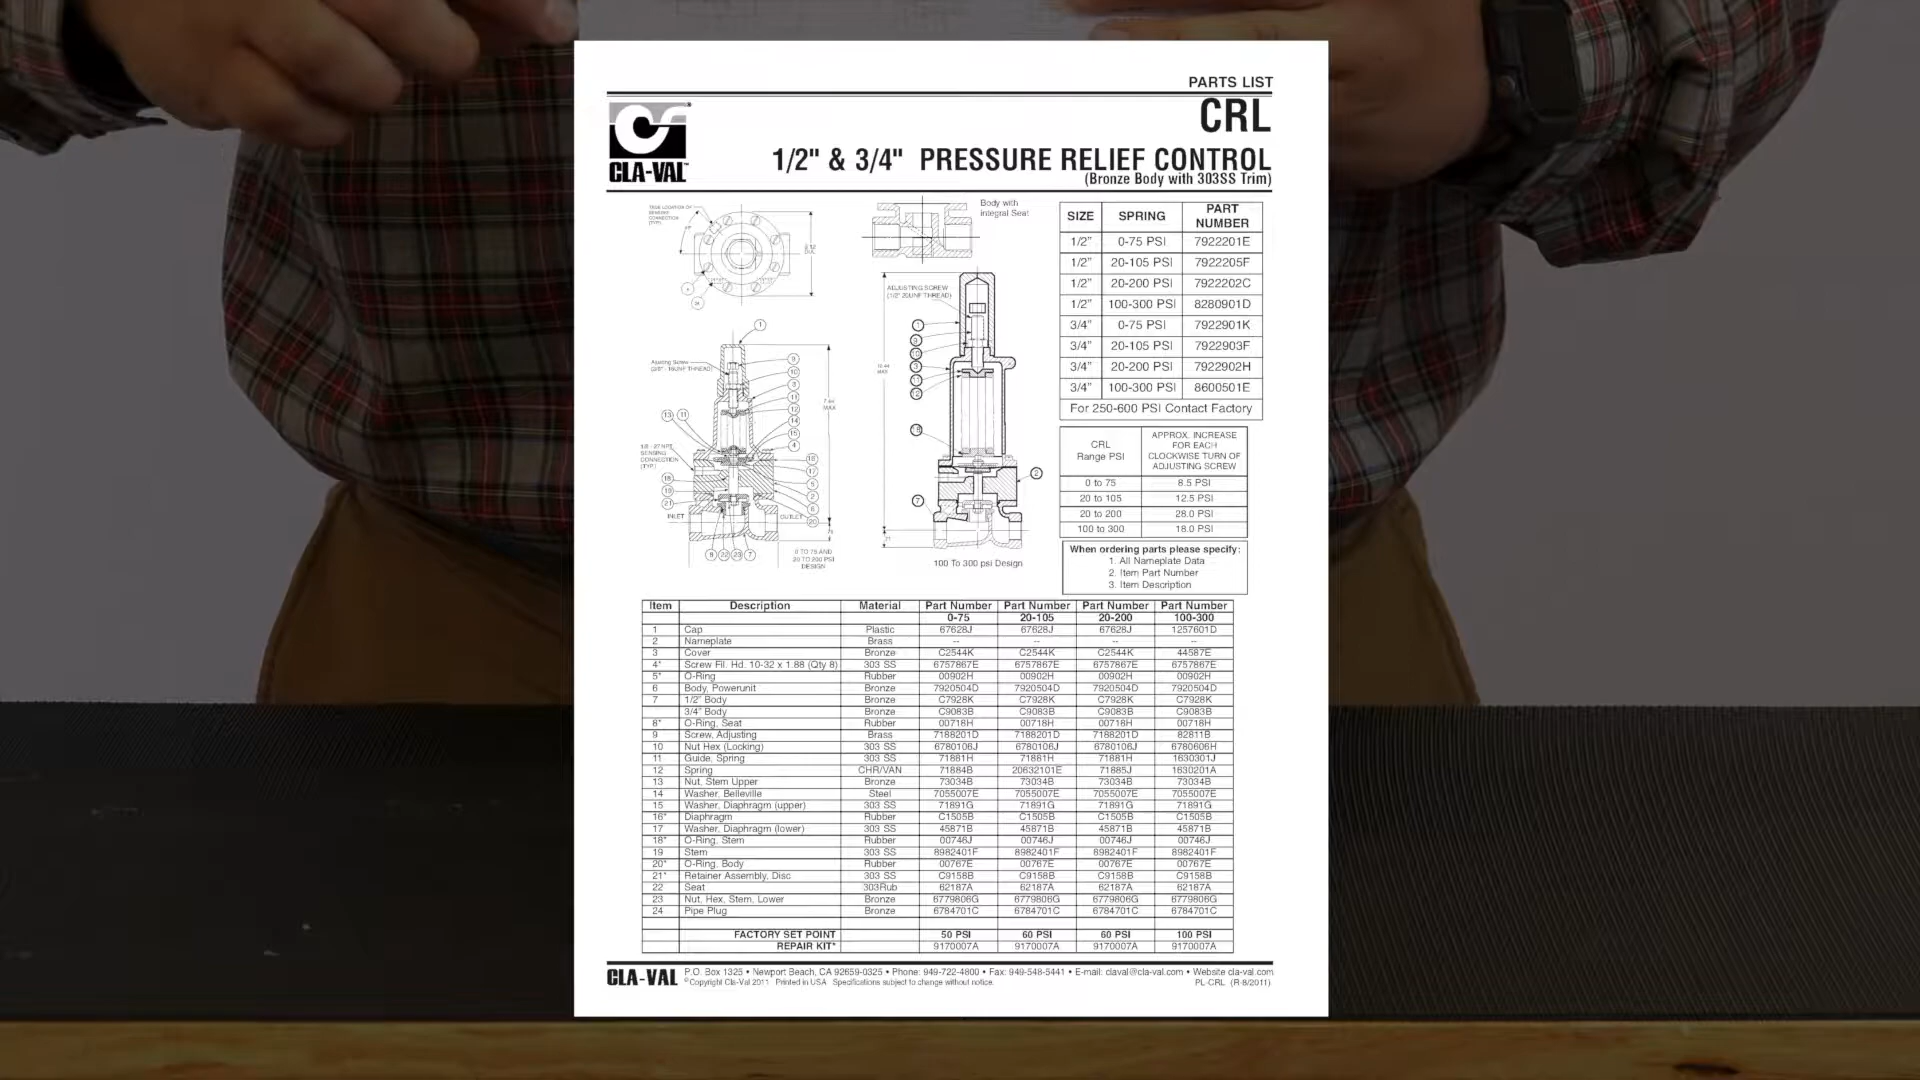 PARTS LIST
CRL
CLA-VAL
1/2" & 3/4" PRESSURE RELIEF CONTROL
(Bronze Body with 303SS Trim)
Body with
integral Seat
ADJUSTING SCREW
(1/2" 20UNF THREAD)
INLET
OUTLET
0 TO 75 AND
20 TO 200 PSI
DESIGN
100 To 300 psi Design
SIZE SPRING PART NUMBER
1/2" 0-75 PSI 7922201E
1/2" 20-105 PSI 7922205F
1/2" 20-200 PSI 7922202C
1/2" 100-300 PSI 8280901D
3/4" 0-75 PSI 7922901K
3/4" 20-105 PSI 7922903F
3/4" 20-200 PSI 7922902H
3/4" 100-300 PSI 8600501E
For 250-600 PSI Contact Factory
CRL
Range PSI
APPROX. INCREASE
FOR EACH
CLOCKWISE TURN OF
ADJUSTING SCREW
0 to 75 8.5 PSI
20 to 105 12.5 PSI
20 to 200 28.0 PSI
100 to 300 18.0 PSI
When ordering parts please specify:
1. All Nameplate Data
2. Item Part Number
3. Item Description
Item Description Material Part Number Part Number Part Number Part Number
0-75 20-105 20-200 100-300
1 Cap Plastic 67628J 67628J 67628J 1257601D
2 Nameplate Brass -- -- -- --
3 Cover Bronze C2544K C2544K C2544K 44587E
4* Screw Fil. Hd. 10-32 x 1.88 (Qty 8) 303 SS 6757867E 6757867E 6757867E 6757867E
5* O-Ring Rubber 00902H 00902H 00902H 00902H
6 Body, Powerunit Bronze 7920504D 7920504D 7920504D 7920504D
7 1/2" Body Bronze C7928K C7928K C7928K C7928K
3/4" Body Bronze C9083B C9083B C9083B C9083B
8* O-Ring, Seat Rubber 00718H 00718H 00718H 00718H
9 Screw, Adjusting Brass 7188201D 7188201D 7188201D 82811B
10 Nut Hex (Locking) 303 SS 6780106J 6780106J 6780106J 6780606H
11 Guide, Spring 303 SS 71881H 71881H 71881H 1630301J
12 Spring CHR/VAN 71884B 20632101E 71885J 1630201A
13 Nut, Stem Upper Bronze 73034B 73034B 73034B 73034B
14 Washer, Belleville Steel 7055007E 7055007E 7055007E 7055007E
15 Washer, Diaphragm (upper) 303 SS 71891G 71891G 71891G 71891G
16* Diaphragm Rubber C1505B C1505B C1505B C1505B
17 Washer, Diaphragm (lower) 303 SS 45871B 45871B 45871B 45871B
18* O-Ring, Stem Rubber 00746J 00746J 00746J 00746J
19 Stem 303 SS 8982401F 8982401F 8982401F 8982401F
20* O-Ring, Body Rubber 00767E 00767E 00767E 00767E
21* Retainer Assembly, Disc 303 SS C9158B C9158B C9158B C9158B
22 Seat 303Rub 62187A 62187A 62187A 62187A
23 Nut, Hex, Stem, Lower Bronze 6779806G 6779806G 6779806G 6779806G
24 Pipe Plug Bronze 6784701C 6784701C 6784701C 6784701C
FACTORY SET POINT 50 PSI 60 PSI 60 PSI 100 PSI
REPAIR KIT* 9170007A 9170007A 9170007A 9170007A
CLA-VAL P.O. Box 1325 • Newport Beach, CA 92659-0325 • Phone: 949-722-4800 • Fax: 949-548-5441 • E-mail: claval@cla-val.com • Website cla-val.com
©Copyright Cla-Val 2011 Printed in USA Specifications subject to change without notice. PL-CRL (R-8/2011)